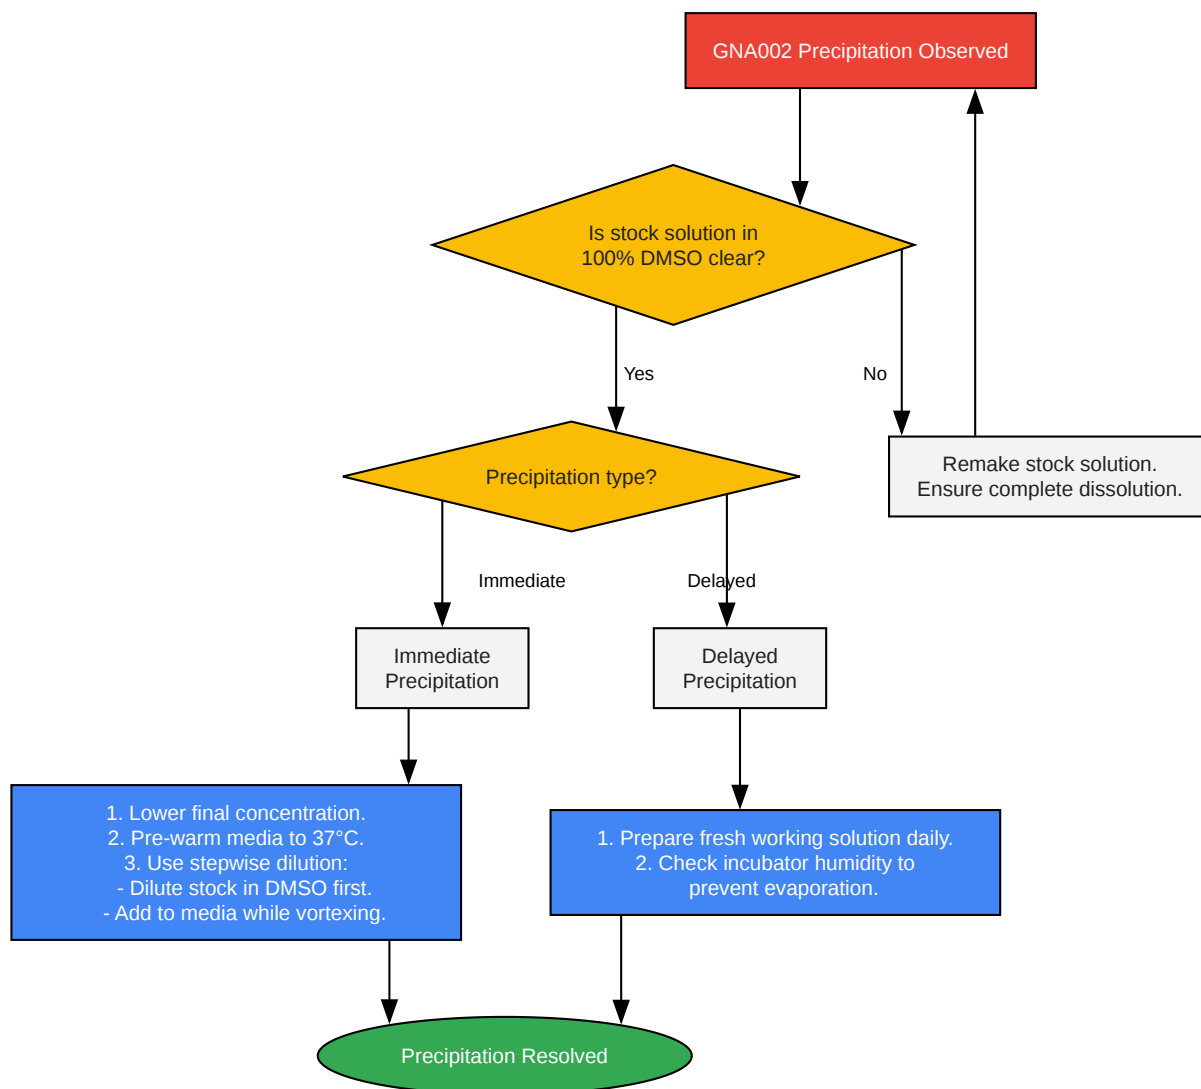 GNA002 Precipitation Observed
Is stock solution in
100% DMSO clear?
Yes
No
Precipitation type?
Remake stock solution.
Ensure complete dissolution.
Immediate
Delayed
Immediate
Precipitation
Delayed
Precipitation
1. Lower final concentration.
2. Pre-warm media to 37°C.
3. Use stepwise dilution:
- Dilute stock in DMSO first.
- Add to media while vortexing.
1. Prepare fresh working solution daily.
2. Check incubator humidity to
prevent evaporation.
Precipitation Resolved